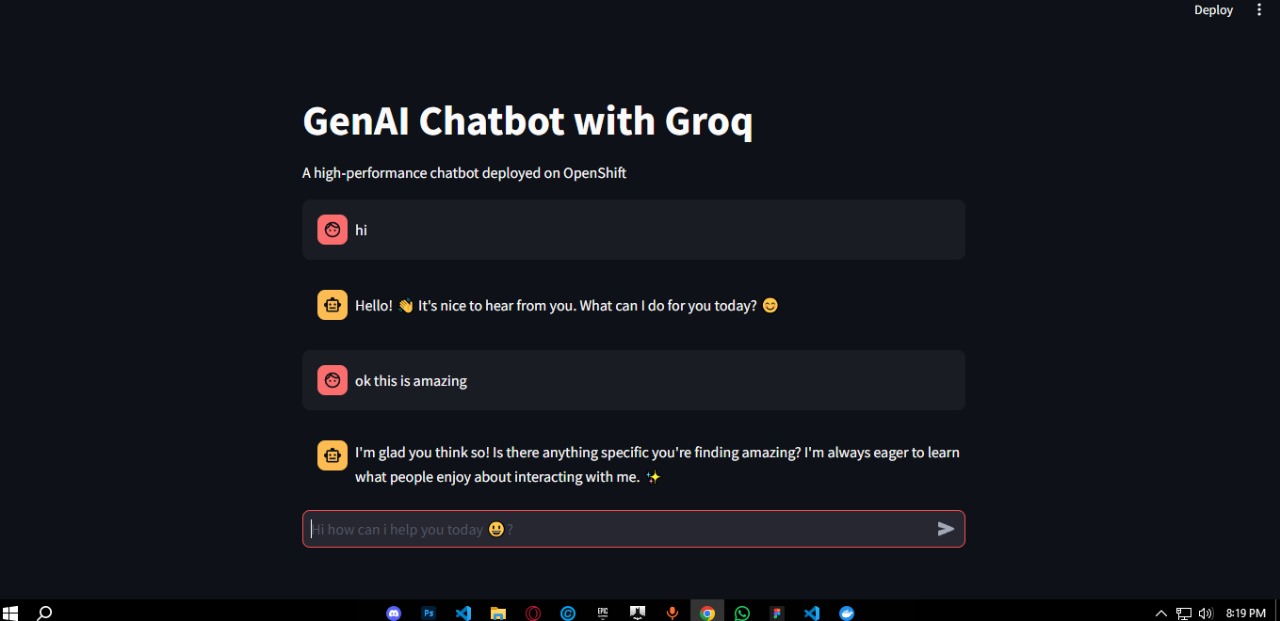 Deploy
GenAI Chatbot with Groq
A high-performance chatbot deployed on OpenShift
hi
Hello! 👋 It's nice to hear from you. What can I do for you today? 😊
ok this is amazing
I'm glad you think so! Is there anything specific you're finding amazing? I'm always eager to learn
what people enjoy about interacting with me. ✨
Hi how can i help you today 😃 ?
Ps
EPIC
8:19 PM